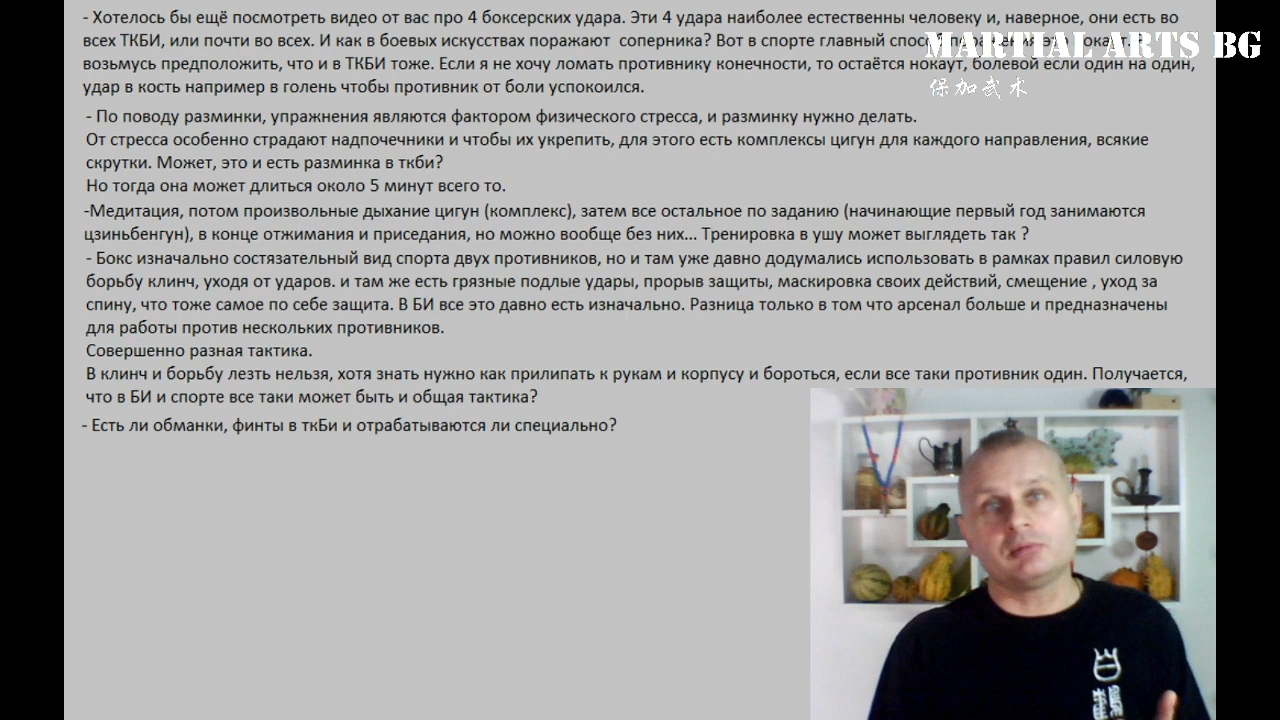 - Хотелось бы ещё посмотреть видео от вас про 4 боксерских удара. Эти 4 удара наиболее естественны человеку и, наверное, они есть во
всех ТКБИ, или почти во всех. И как в боевых искусствах поражают соперника? Вот в спорте главный
MARTIAL ARTS BG
возьмусь предположить, что и в ТКБИ тоже. Если я не хочу ломать противнику конечности, то остаётся нокаут, болевой если один на один,
удар в кость например в голень чтобы противник от боли успокоился.
保加武术
- По поводу разминки, упражнения являются фактором физического стресса, и разминку нужно делать.
От стресса особенно страдают надпочечники и чтобы их укрепить, для этого есть комплексы цигун для каждого направления, всякие
скрутки. Может, это и есть разминка в ткби?
Но тогда она может длиться около 5 минут всего то.
-Медитация, потом произвольные дыхание цигун (комплекс), затем все остальное по заданию (начинающие первый год занимаются
цзиньбенгун), в конце отжимания и приседания, но можно вообще без них... Тренировка в ушу может выглядеть так ?
- Бокс изначально состязательный вид спорта двух противников, но и там уже давно додумались использовать в рамках правил силовую
борьбу клинч, уходя от ударов. и там же есть грязные подлые удары, прорыв защиты, маскировка своих действий, смещение , уход за
спину, что тоже самое по себе защита. В БИ все это давно есть изначально. Разница только в том что арсенал больше и предназначены
для работы против нескольких противников.
Совершенно разная тактика.
В клинч и борьбу лезть нельзя, хотя знать нужно как прилипать к рукам и корпусу и бороться, если все таки противник один. Получается,
что в БИ и спорте все таки может быть и общая тактика?
- Есть ли обманки, финты в ткБи и отрабатываются ли специально?